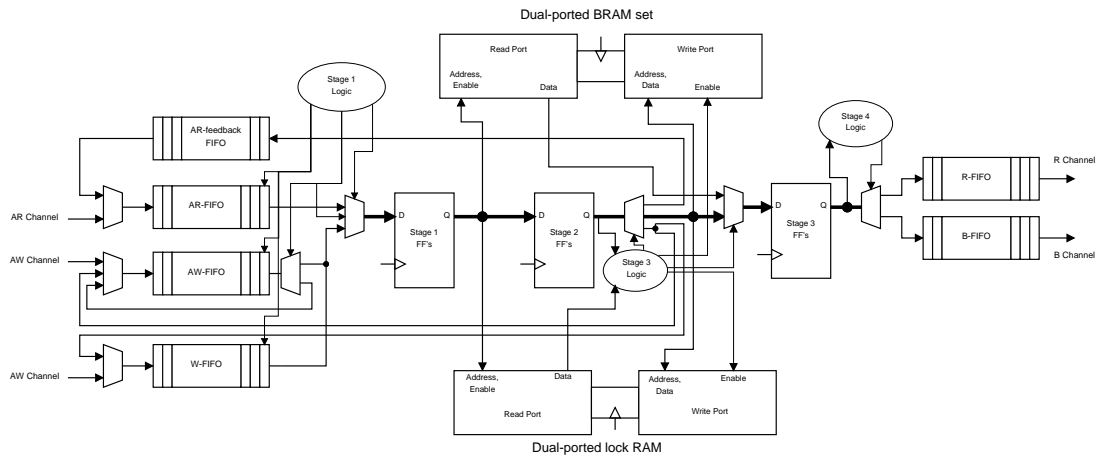 Dual-ported BRAM set
Read Port
Write Port
Address,
Enable
Data
Address,
Data
Enable
Stage 1
Logic
Stage 4
Logic
AR-feedback
FIFO
R Channel
R-FIFO
AR-FIFO
AR Channel
D
Q
Stage 1
FF's
D
Q
Stage 2
FF's
D
Q
Stage 3
FF's
B-FIFO
B Channel
AW Channel
AW-FIFO
Stage 3
Logic
W-FIFO
AW Channel
Address,
Enable
Data
Read Port
Address,
Data
Enable
Write Port
Dual-ported lock RAM